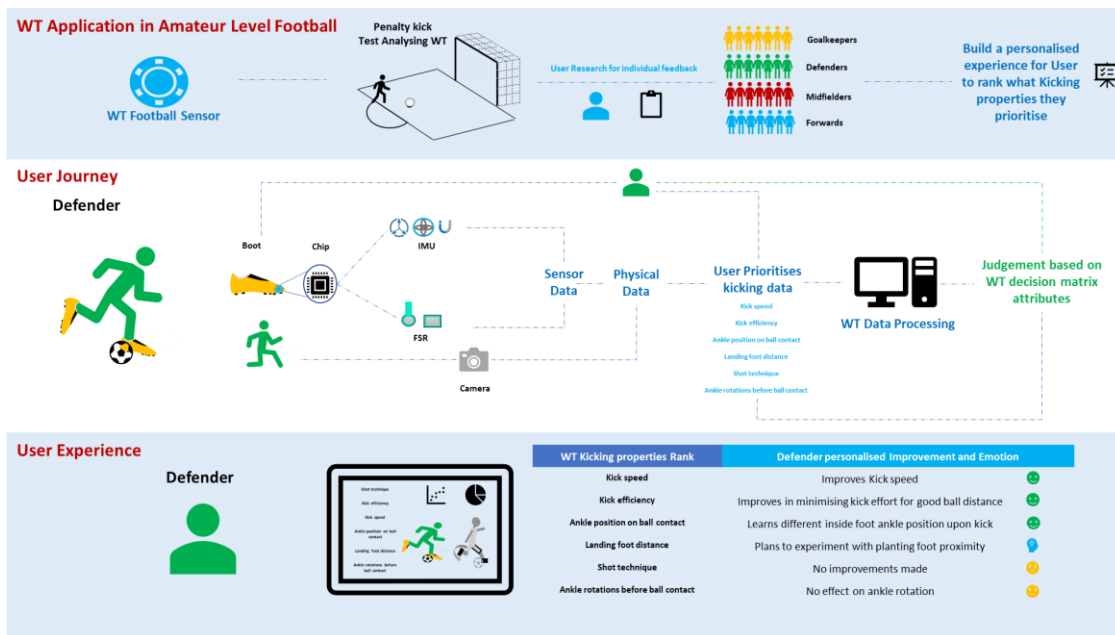 WT Application in Amateur Level Football
WT Football Sensor
Penalty kick
Test Analysing WT
User Research for individual feedback
Goalkeepers
Defenders
Midfielders
Forwards
Build a personalised
experience for User
to rank what Kicking
properties they
prioritise
User Journey
Defender
Boot
Chip
IMU
FSR
Camera
Sensor
Data
Physical
Data
User Prioritises
kicking data
Kick speed
Kick efficiency
Ankle position on ball contact
Landing foot distance
Shot technique
Ankle rotations before ball contact
WT Data Processing
Judgement based on
WT decision matrix
attributes
User Experience
Defender
Shot technique
Kick efficiency
Kick speed
Ankle position on ball
contact
Landing foot distance
Ankle rotations before
ball contact
WT Kicking properties Rank Defender personalised Improvement and Emotion
Kick speed Improves Kick speed
Kick efficiency Improves in minimising kick effort for good ball distance
Ankle position on ball contact Learns different inside foot ankle position upon kick
Landing foot distance Plans to experiment with planting foot proximity
Shot technique No improvements made
Ankle rotations before ball contact No effect on ankle rotation